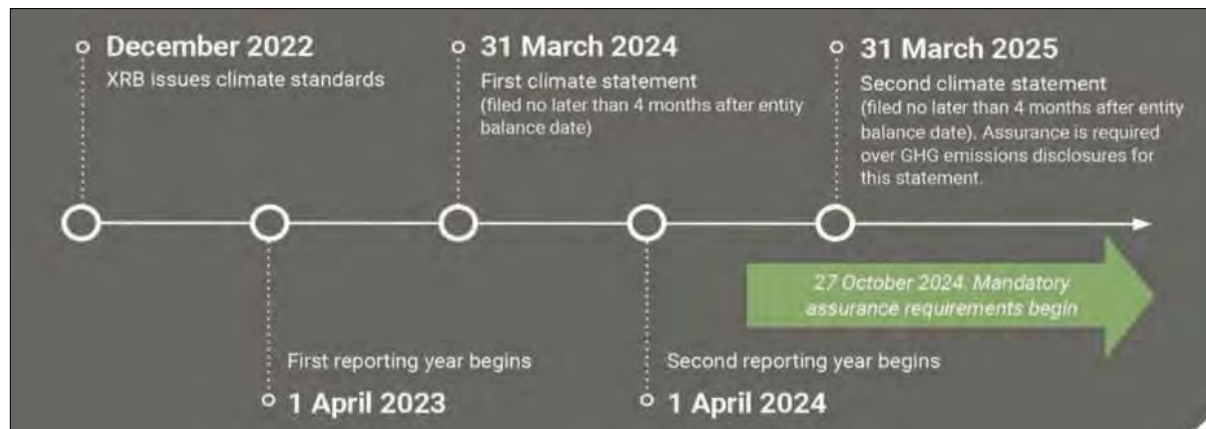 December 2022
XRB issues climate standards
31 March 2024
First climate statement
(filed no later than 4 months after entity
balance date)
31 March 2025
Second climate statement
(filed no later than 4 months after entity
balance date). Assurance is required
over GHG emissions disclosures for
this statement.
27 October 2024. Mandatory
assurance requirements begin
First reporting year begins
1 April 2023
Second reporting year begins
1 April 2024